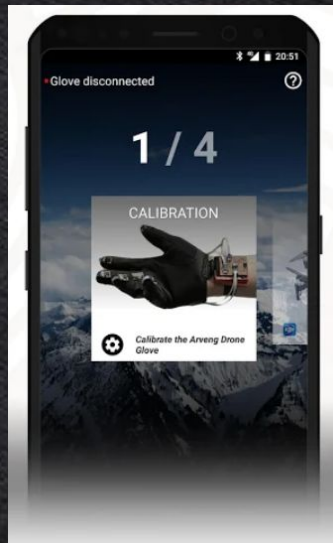 20:51
Glove disconnected
1 / 4
CALIBRATION
Calibrate the Arveng Drone
Glove